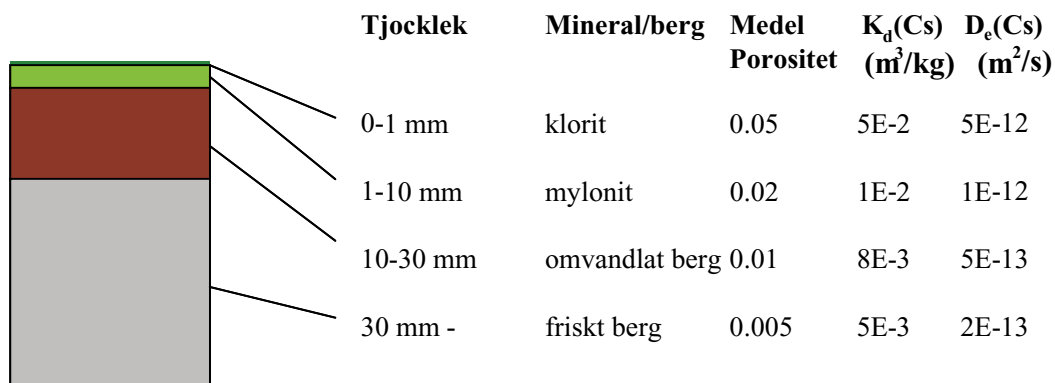 Tjocklek Mineral/berg Medel Porositet K_d(Cs) (m³/kg) D_e(Cs) (m²/s)
0-1 mm klorit 0.05 5E-2 5E-12
1-10 mm mylonit 0.02 1E-2 1E-12
10-30 mm omvandlat berg 0.01 8E-3 5E-13
30 mm - friskt berg 0.005 5E-3 2E-13